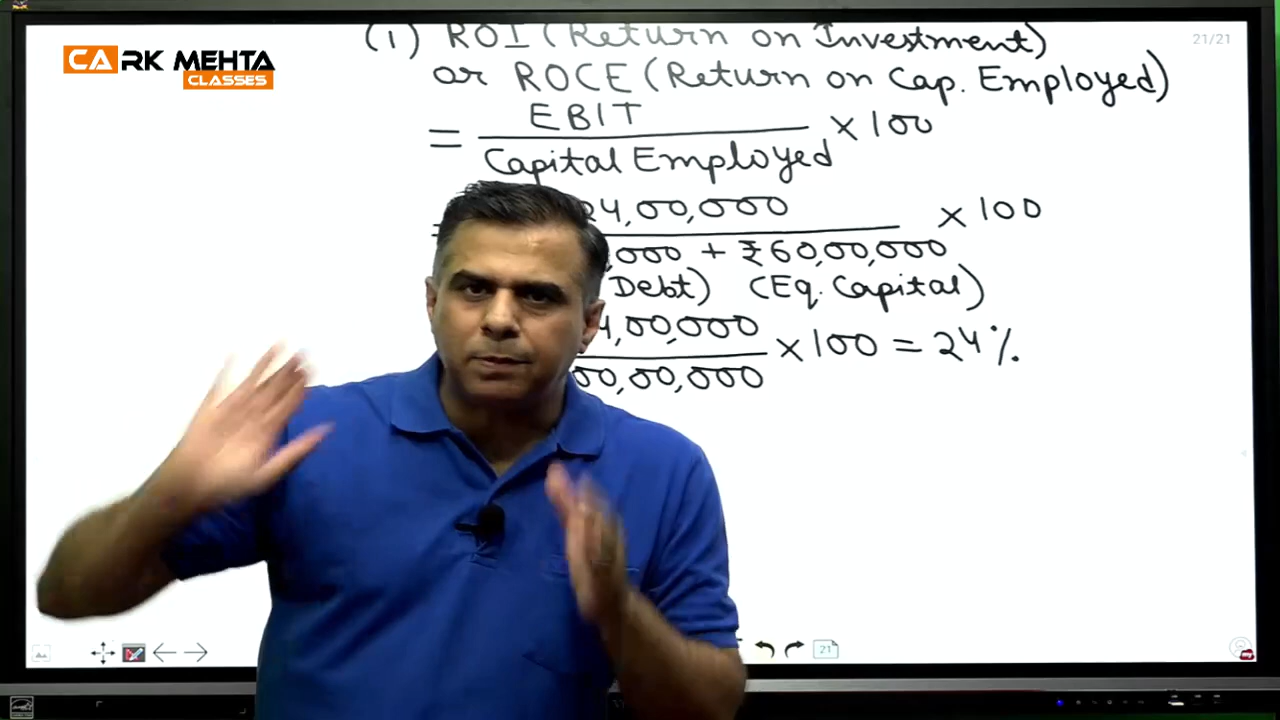 CARK MEHTA
CLASSES
21/21
(1) ROI (Return on Investment)
or ROCE (Return on Cap. Employed)
= EBIT × 100
Capital Employed
24,00,000 × 100
,000 + ₹60,00,000
Debt) (Eq. Capital)
4,00,000 × 100 = 24%
00,00,000
21